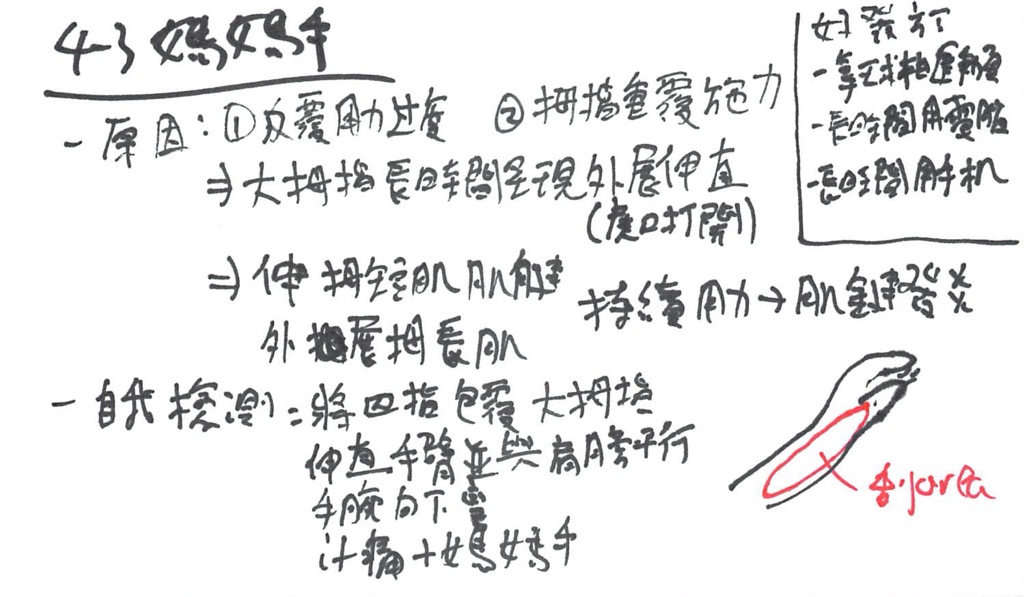 4-3 媽媽手
- 原因：① 反覆用力过度 ② 拇指重覆施力
⇒ 大拇指長時間呈現外展伸直
(虎口打開)
⇒ 伸拇短肌肌腱
外展拇長肌
持續用力→肌腱發炎
- 自我檢測：將四指包覆大拇指
伸直手臂並與肩膀平行
手腕向下彎
痛→媽媽手
好發於
-拿球拍運動員
-長時間用電腦
-長時間用手机
area